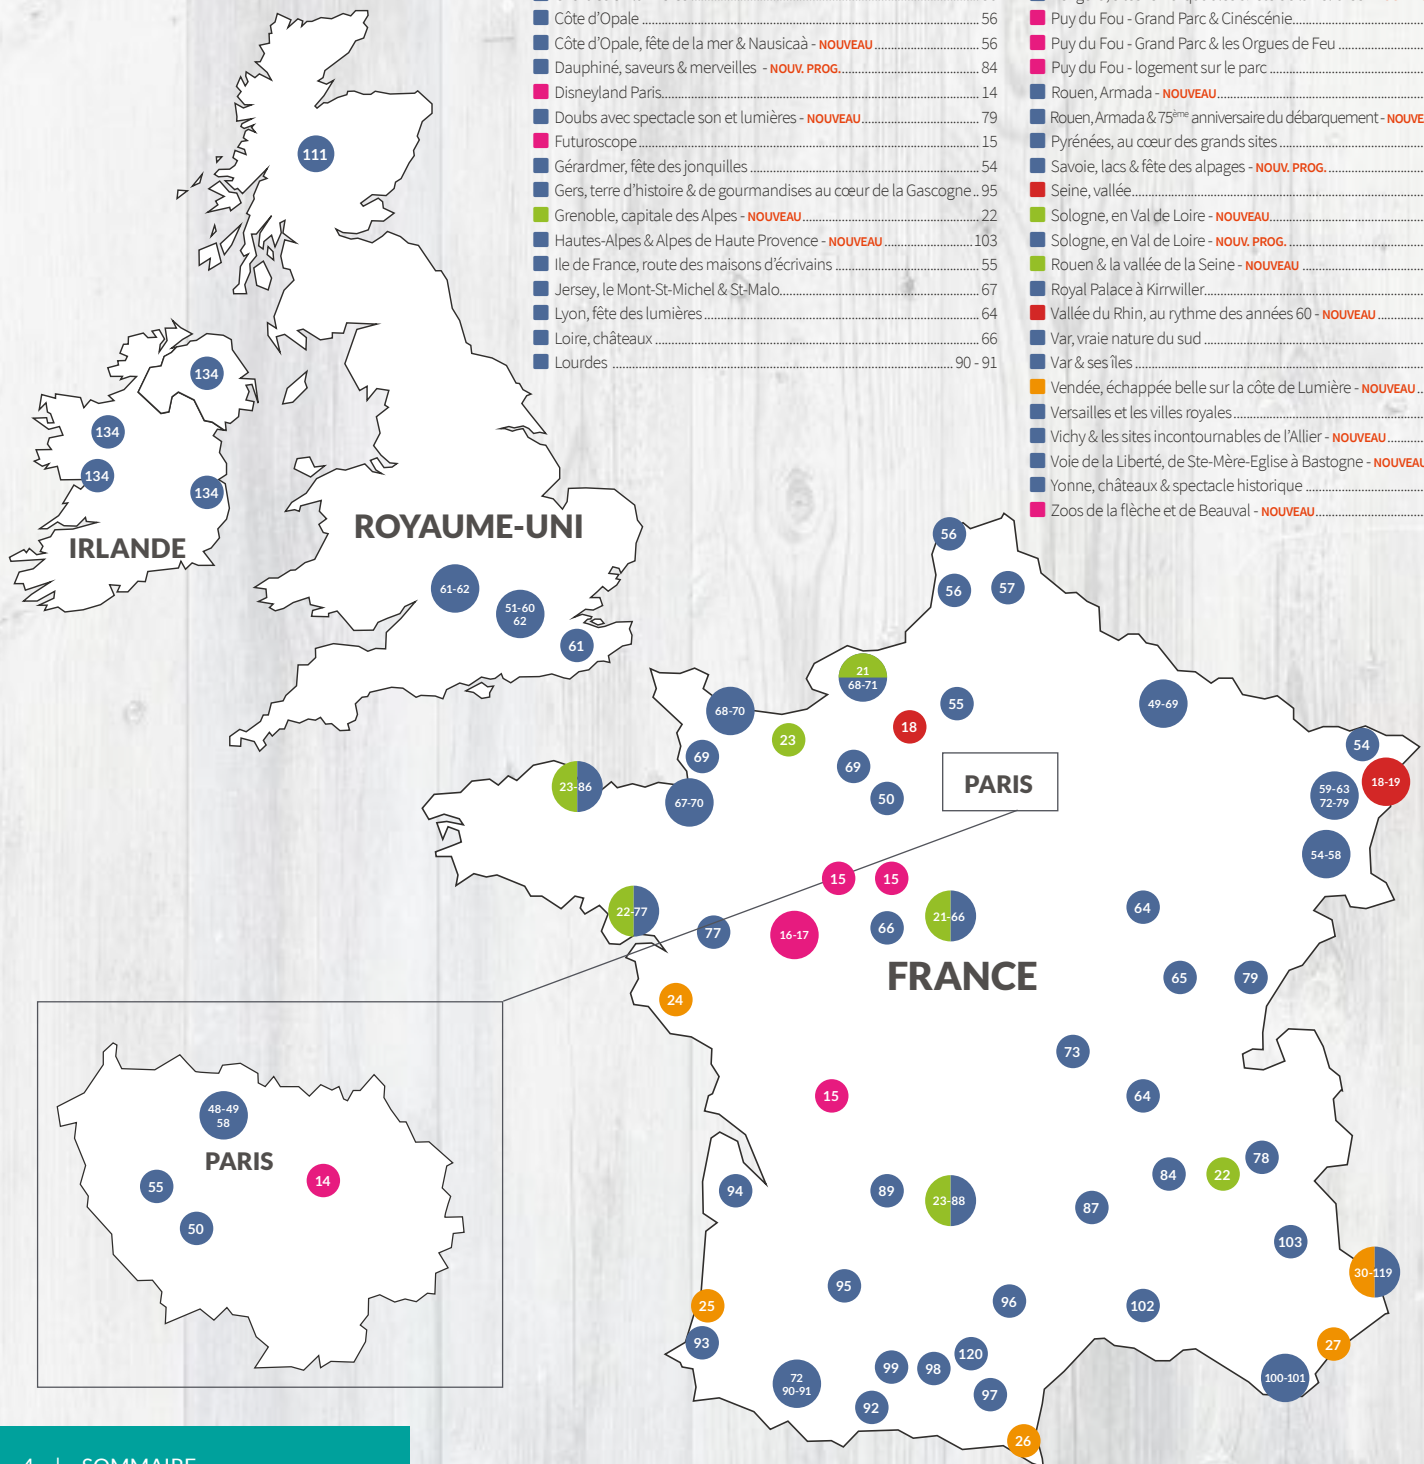 Côte d'Opale 56
Côte d'Opale, fête de la mer & Nausicaà - NOUVEAU 56
Dauphiné, saveurs & merveilles - NOUV. PROG. 84
Disneyland Paris 14
Doubs avec spectacle son et lumières - NOUVEAU 79
Futuroscope 15
Gérardmer, fête des jonquilles 54
Gers, terre d'histoire & de gourmandises au cœur de la Gascogne 95
Grenoble, capitale des Alpes - NOUVEAU 22
Hautes-Alpes & Alpes de Haute Provence - NOUVEAU 103
Ile de France, route des maisons d'écrivains 55
Jersey, le Mont-St-Michel & St-Malo 67
Lyon, fête des lumières 64
Loire, châteaux 66
Lourdes 90 - 91
Puy du Fou - Grand Parc & Cinéscénie
Puy du Fou - Grand Parc & les Orgues de Feu
Puy du Fou - logement sur le parc
Rouen, Armada - NOUVEAU
Rouen, Armada & 75ème anniversaire du débarquement - NOUVE
Pyrénées, au cœur des grands sites
Savoie, lacs & fête des alpages - NOUV. PROG.
Seine, vallée
Sologne, en Val de Loire - NOUVEAU
Sologne, en Val de Loire - NOUV. PROG.
Rouen & la vallée de la Seine - NOUVEAU
Royal Palace à Kirrwiller
Vallée du Rhin, au rythme des années 60 - NOUVEAU
Var, vraie nature du sud
Var & ses îles
Vendée, échappée belle sur la côte de Lumière - NOUVEAU
Versailles et les villes royales
Vichy & les sites incontournables de l'Allier - NOUVEAU
Voie de la Liberté, de Ste-Mère-Eglise à Bastogne - NOUVEAU
Yonne, châteaux & spectacle historique
Zoos de la flèche et de Beauval - NOUVEAU
111
134
134
134
134
IRLANDE
ROYAUME-UNI
61-62
51-60
62
61
56
56
57
21
68-71
55
49-69
68-70
23
18
69
69
50
54
18-19
59-63
72-79
54-58
23-86
67-70
PARIS
15
15
22-77
77
16-17
66
21-66
64
FRANCE
65
79
24
73
64
15
94
89
23-88
84
22
78
87
103
30-119
95
96
102
25
93
27
72
90-91
99
98
120
97
92
100-101
26
48-49
58
PARIS
55
14
50
4 | SOMMAIRE